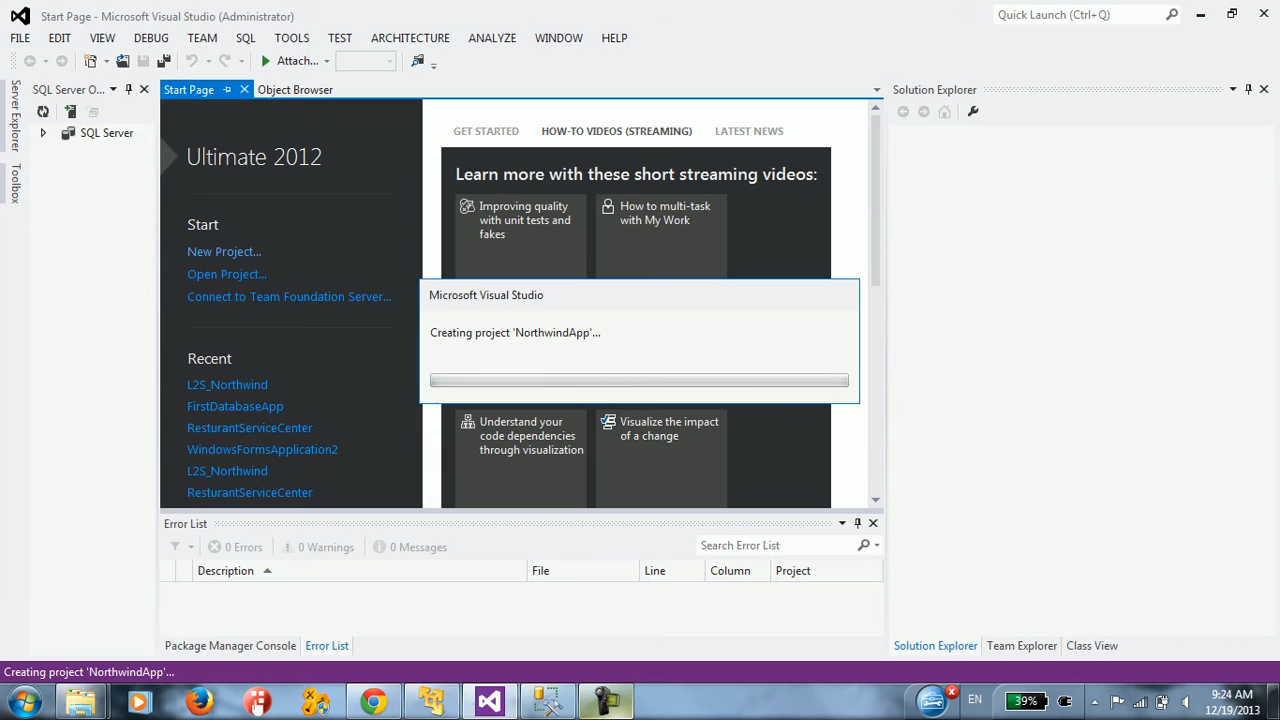 Start Page - Microsoft Visual Studio (Administrator)
Quick Launch (Ctrl+Q)
FILE EDIT VIEW DEBUG TEAM SQL TOOLS TEST ARCHITECTURE ANALYZE WINDOW HELP
Attach...
Server Explorer
Toolbox
SQL Server O...
SQL Server
Start Page
Object Browser
Ultimate 2012
Start
New Project...
Open Project...
Connect to Team Foundation Server...
Recent
L2S_Northwind
FirstDatabaseApp
ResturantServiceCenter
WindowsFormsApplication2
L2S_Northwind
ResturantServiceCenter
GET STARTED HOW-TO VIDEOS (STREAMING) LATEST NEWS
Learn more with these short streaming videos:
Improving quality
with unit tests and
fakes
How to multi-task
with My Work
Microsoft Visual Studio
Creating project 'NorthwindApp'...
Understand your
code dependencies
through visualization
Visualize the impact
of a change
Solution Explorer
Error List
0 Errors 0 Warnings 0 Messages
Search Error List
Description File Line Column Project
Package Manager Console Error List
Solution Explorer Team Explorer Class View
Creating project 'NorthwindApp'...
EN
39%
9:24 AM
12/19/2013